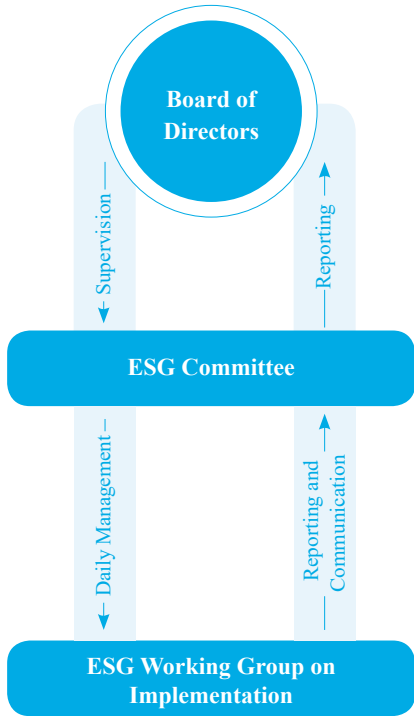 Board of
Directors
Supervision
Reporting
ESG Committee
Daily Management
Reporting and
Communication
ESG Working Group on
Implementation